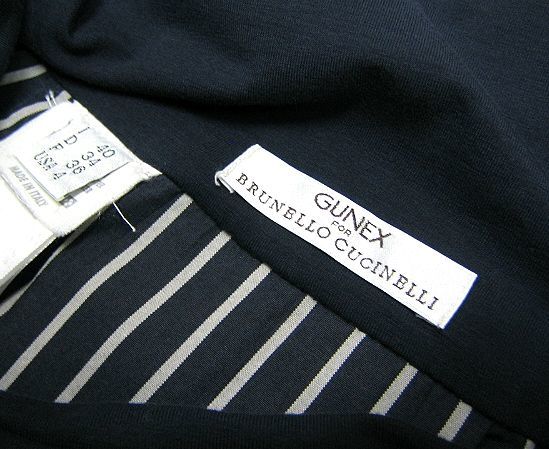 I 40
D 34
F 36
USA 4
MADE IN ITALY
GUNEX
FOR
BRUNELLO CUCINELLI